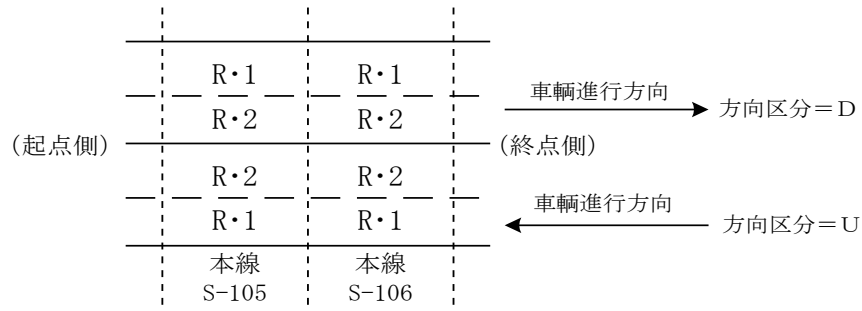 R・1 R・1
車輌進行方向
方向区分＝D
R・2 R・2
(起点側) (終点側)
R・2 R・2
車輌進行方向
R・1 R・1
方向区分＝U
本線 本線
S-105 S-106